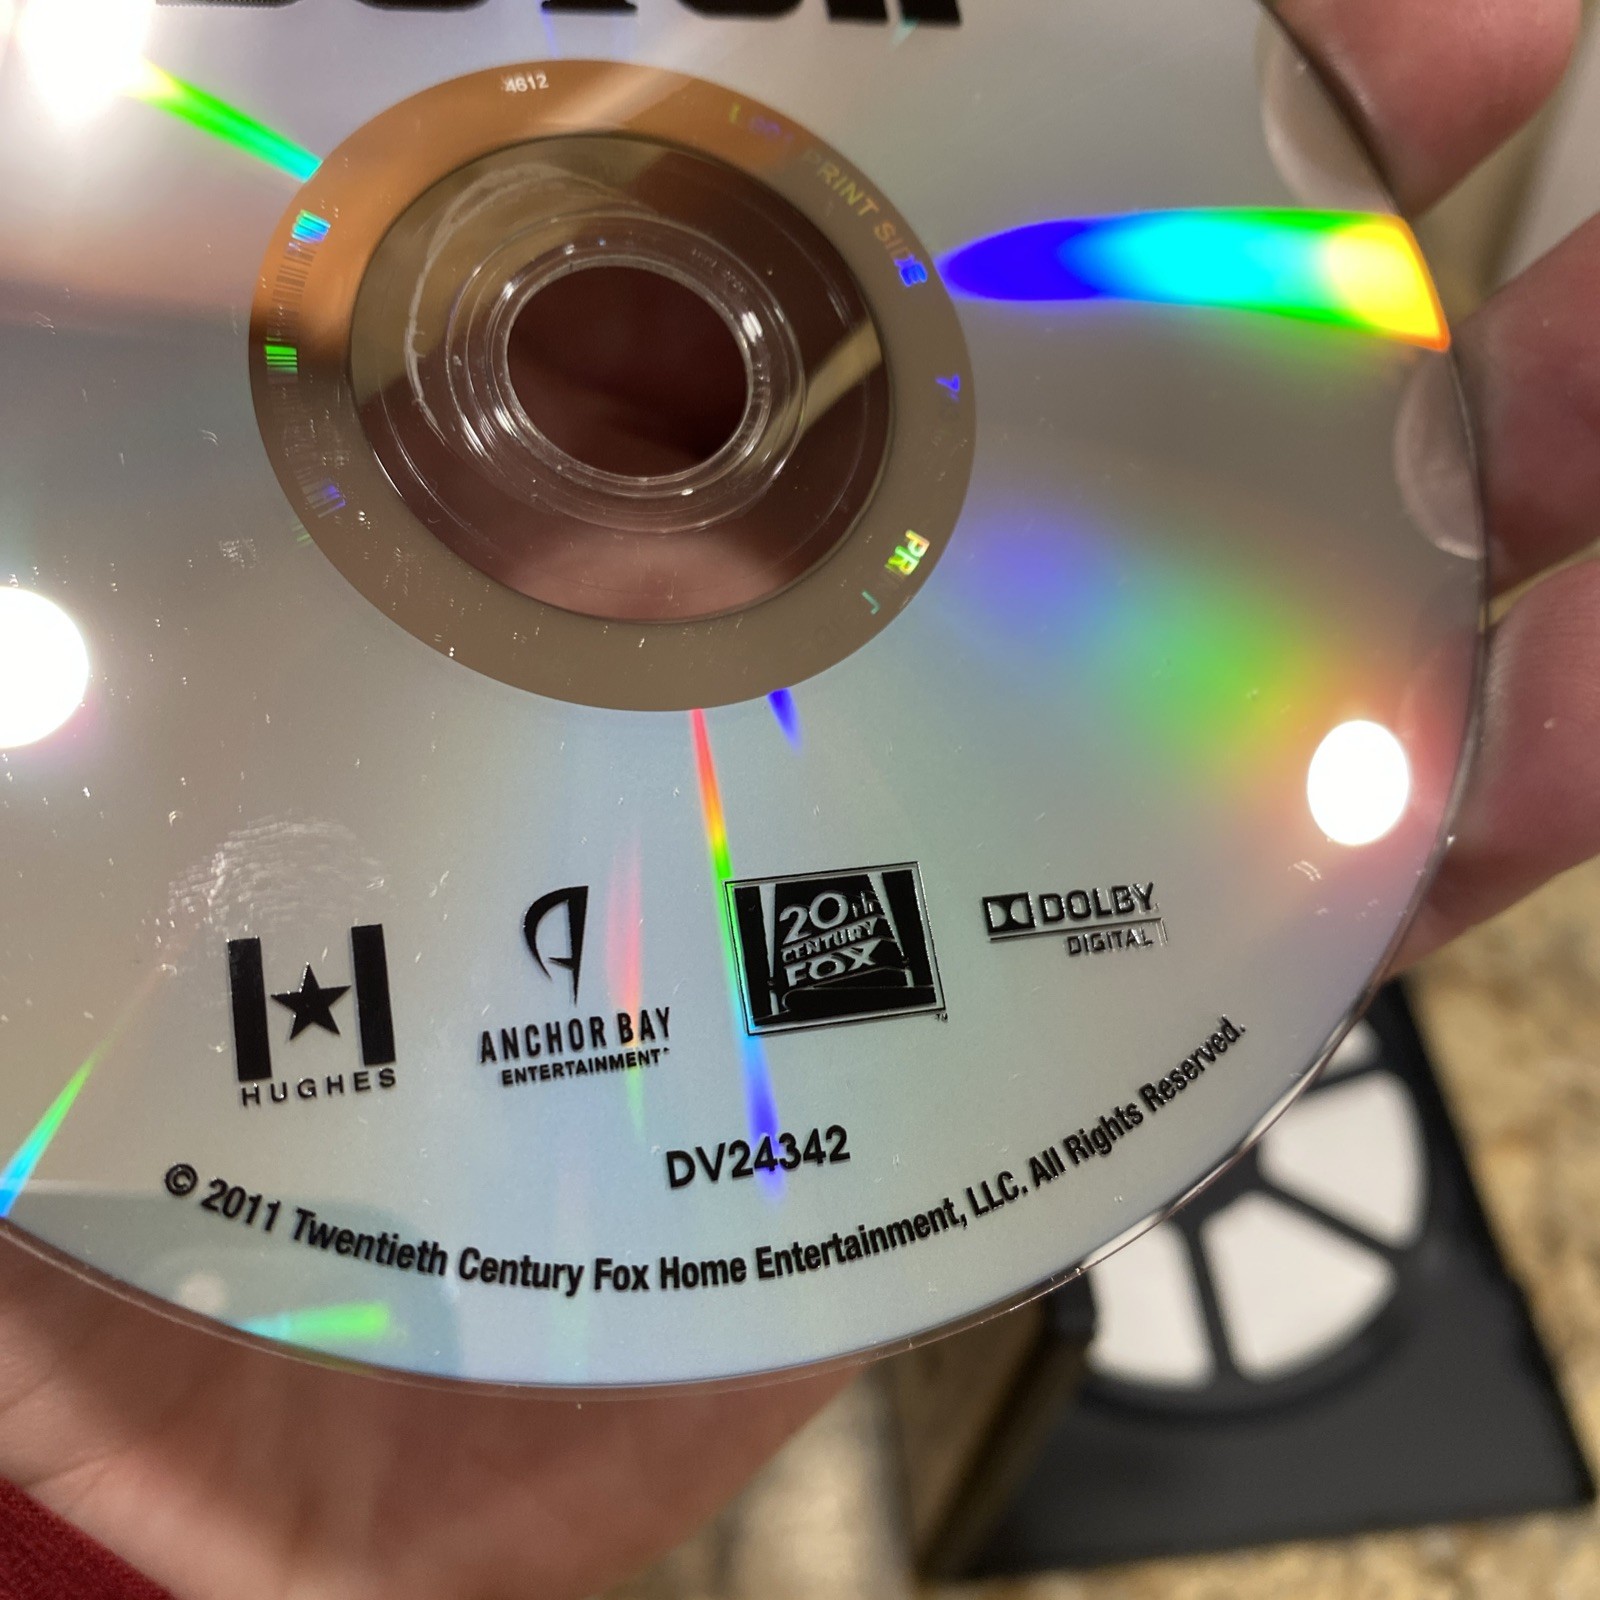 4612
PRINT SIDE
HUGHES
ANCHOR BAY
ENTERTAINMENT
20th
CENTURY
FOX
TM
DOLBY
DIGITAL
DV24342
© 2011 Twentieth Century Fox Home Entertainment, LLC. All Rights Reserved.